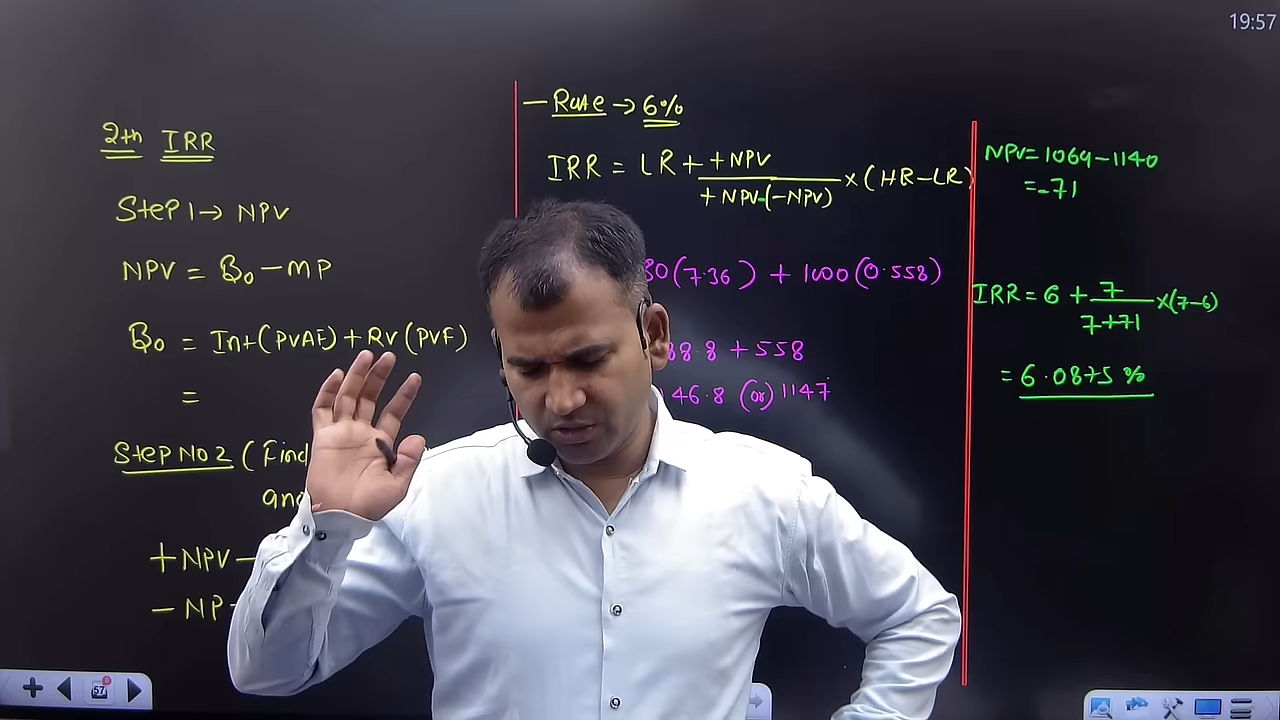 19:57
2th IRR
Step 1→ NPV
NPV = B₀ - MP
B₀ = Int(PVAF) + RV(PVF)
=
Step NO 2 (Find
and
+NPV -
- NP
- Rate → 6%
IRR = LR + +NPV / +NPV-(-NPV) × (HR-LR)
80(7.36) + 1000(0.558)
88.8 + 558
146.8 (or) 1147
NPV = 1069-1140
= -71
IRR = 6 + 7 / 7+71 ×(7-6)
= 6.0875 %
57